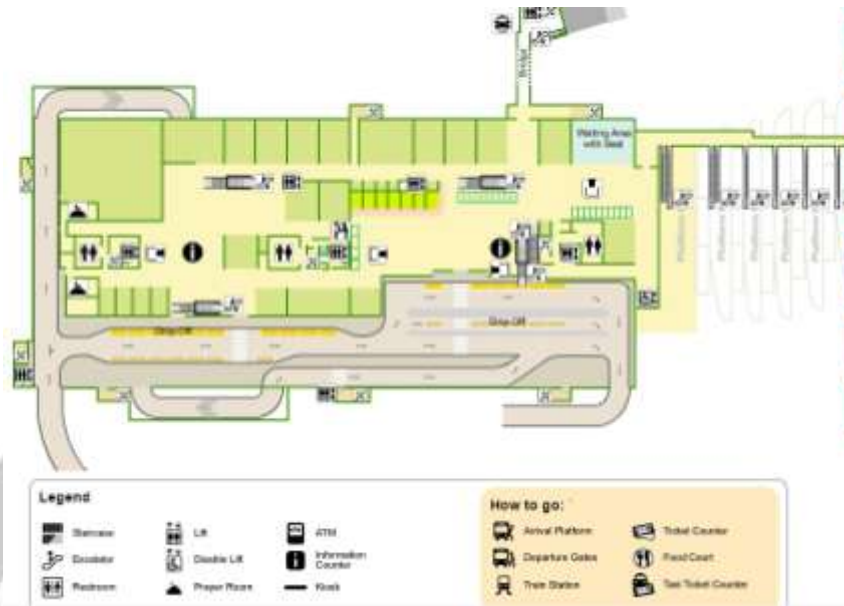 Bridge
Waiting Area
with Seat
Drop-Off
Drop-Off
Legend
Staircase
Escalator
Restroom
Lift
Disable Lift
Prayer Room
ATM
Information
Counter
Kiosk
How to go:
Arrival Platform
Departure Gates
Train Station
Ticket Counter
Food Court
Taxi Ticket Counter